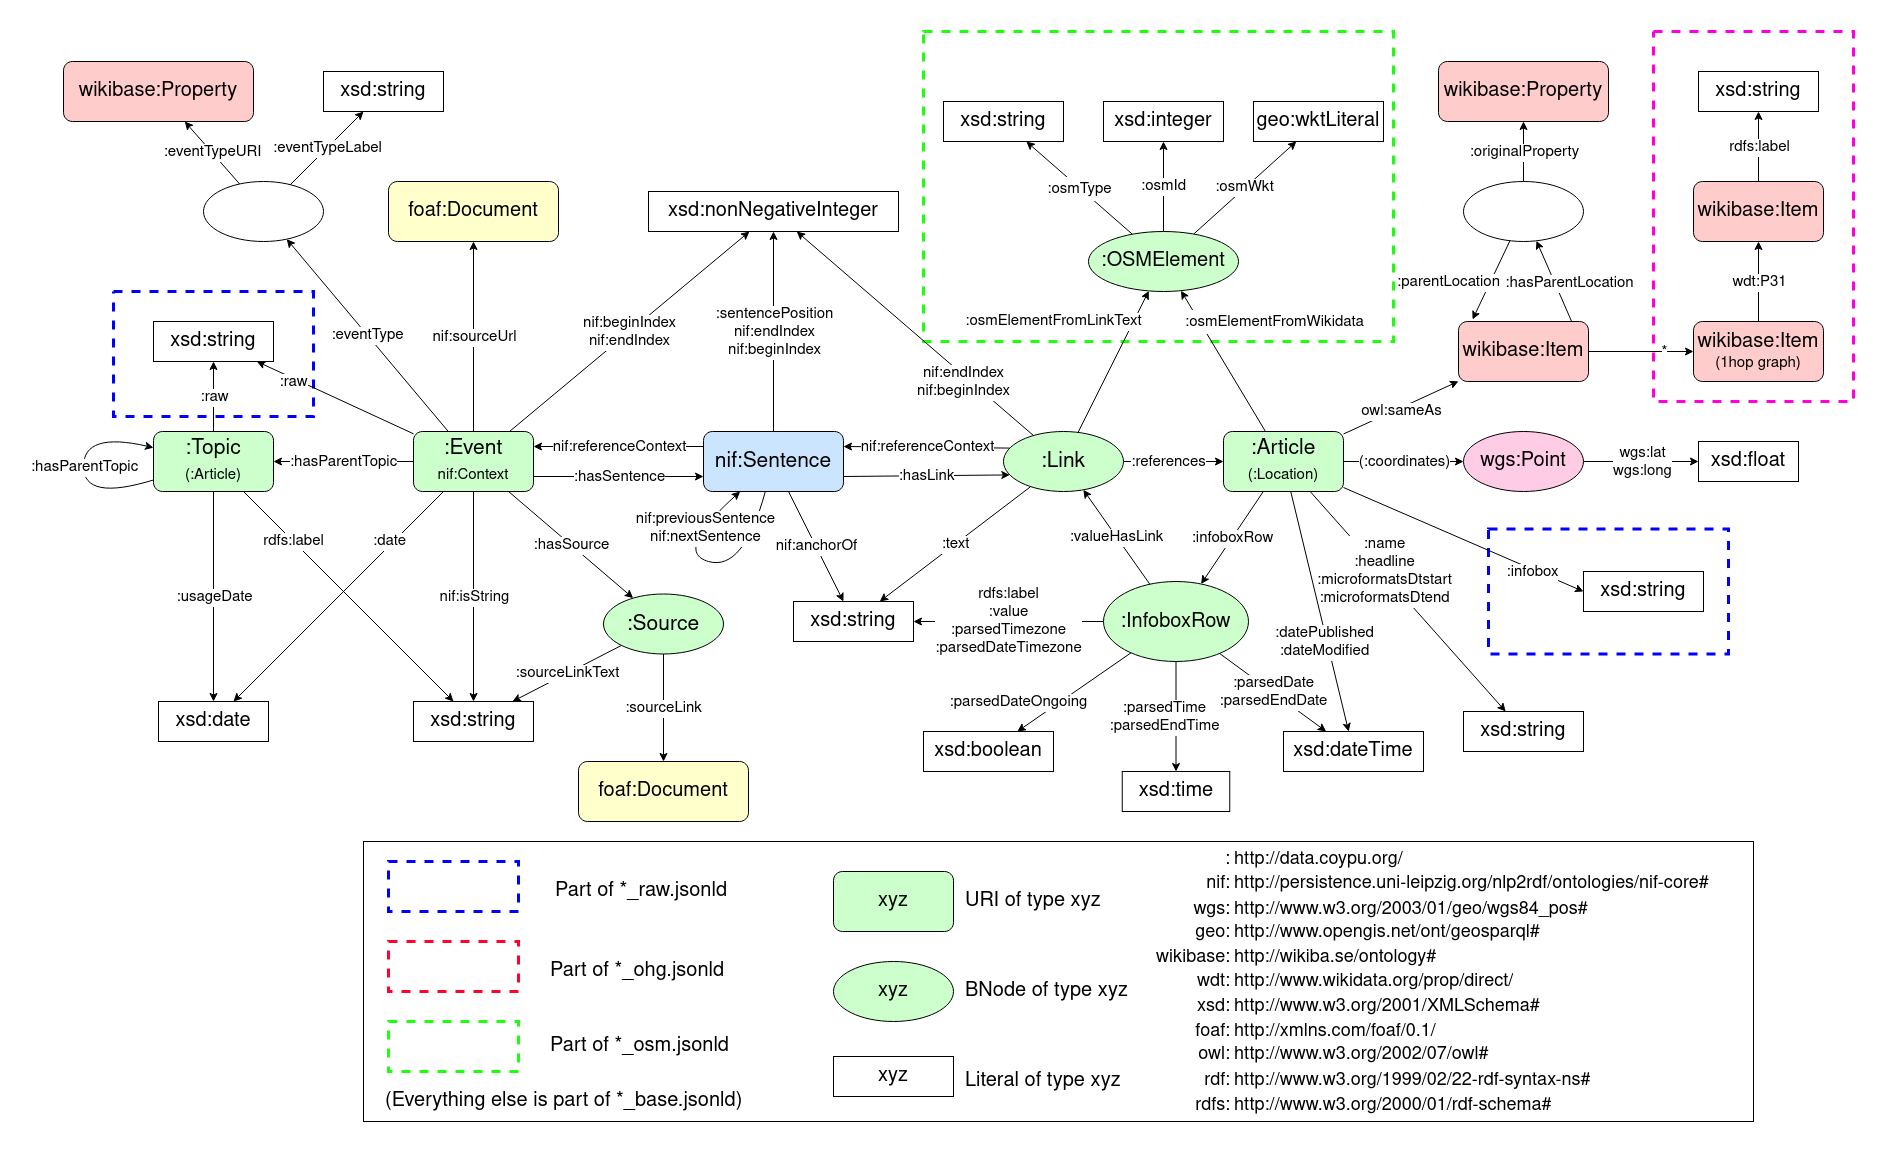 wikibase:Property
xsd:string
:eventTypeURI
:eventTypeLabel
foaf:Document
xsd:nonNegativeInteger
:eventType
nif:sourceUrl
nif:beginIndex
nif:endIndex
:sentencePosition
nif:endIndex
nif:beginIndex
nif:endIndex
nif:beginIndex
xsd:string
xsd:integer
geo:wktLiteral
:osmType
:osmId
:osmWkt
:OSMElement
:osmElementFromLinkText
:osmElementFromWikidata
wikibase:Property
:originalProperty
:parentLocation
:hasParentLocation
wikibase:Item
*
xsd:string
rdfs:label
wikibase:Item
wdt:P31
wikibase:Item
(1hop graph)
xsd:string
:raw
:raw
:hasParentTopic
:Topic
(:Article)
:hasParentTopic
:Event
nif:Context
nif:referenceContext
:hasSentence
nif:Sentence
nif:referenceContext
:hasLink
:Link
:references
:Article
(:Location)
owl:sameAs
(:coordinates)
wgs:Point
wgs:lat
wgs:long
xsd:float
:usageDate
rdfs:label
:date
nif:isString
:hasSource
nif:previousSentence
nif:nextSentence
nif:anchorOf
:text
:valueHasLink
:infoboxRow
:name
:headline
:microformatsDtstart
:microformatsDtend
:infobox
xsd:string
:Source
xsd:string
rdfs:label
:value
:parsedTimezone
:parsedDateTimezone
:InfoboxRow
:datePublished
:dateModified
:sourceLinkText
:sourceLink
:parsedDateOngoing
:parsedTime
:parsedEndTime
:parsedDate
:parsedEndDate
xsd:date
xsd:string
foaf:Document
xsd:boolean
xsd:time
xsd:dateTime
xsd:string
Part of *_raw.jsonld
Part of *_ohg.jsonld
Part of *_osm.jsonld
(Everything else is part of *_base.jsonld)
xyz
URI of type xyz
xyz
BNode of type xyz
xyz
Literal of type xyz
: http://data.coypu.org/
nif: http://persistence.uni-leipzig.org/nlp2rdf/ontologies/nif-core#
wgs: http://www.w3.org/2003/01/geo/wgs84_pos#
geo: http://www.opengis.net/ont/geosparql#
wikibase: http://wikiba.se/ontology#
wdt: http://www.wikidata.org/prop/direct/
xsd: http://www.w3.org/2001/XMLSchema#
foaf: http://xmlns.com/foaf/0.1/
owl: http://www.w3.org/2002/07/owl#
rdf: http://www.w3.org/1999/02/22-rdf-syntax-ns#
rdfs: http://www.w3.org/2000/01/rdf-schema#